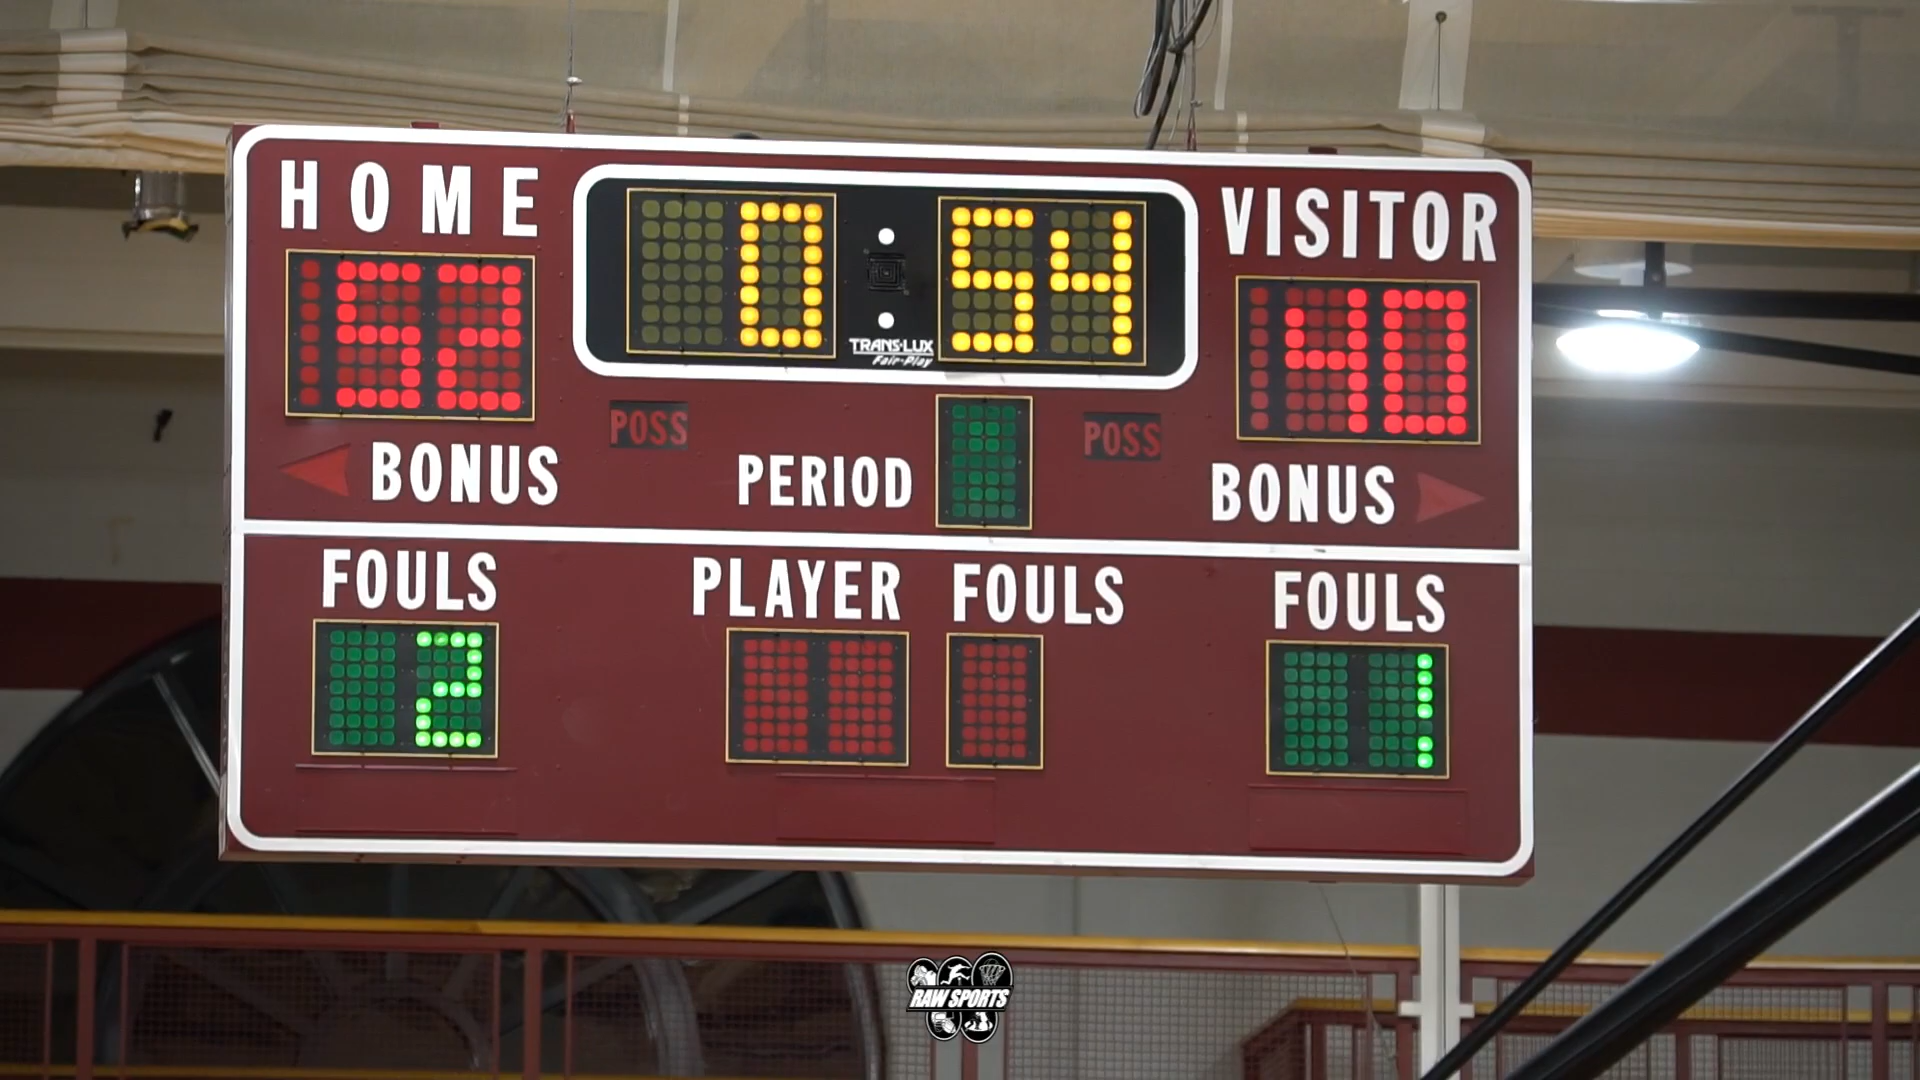 HOME 0:54 VISITOR
52 TRANS-LUX 40
Fair-Play
POSS POSS
BONUS PERIOD BONUS
FOULS PLAYER FOULS FOULS
2 1
RAW SPORTS